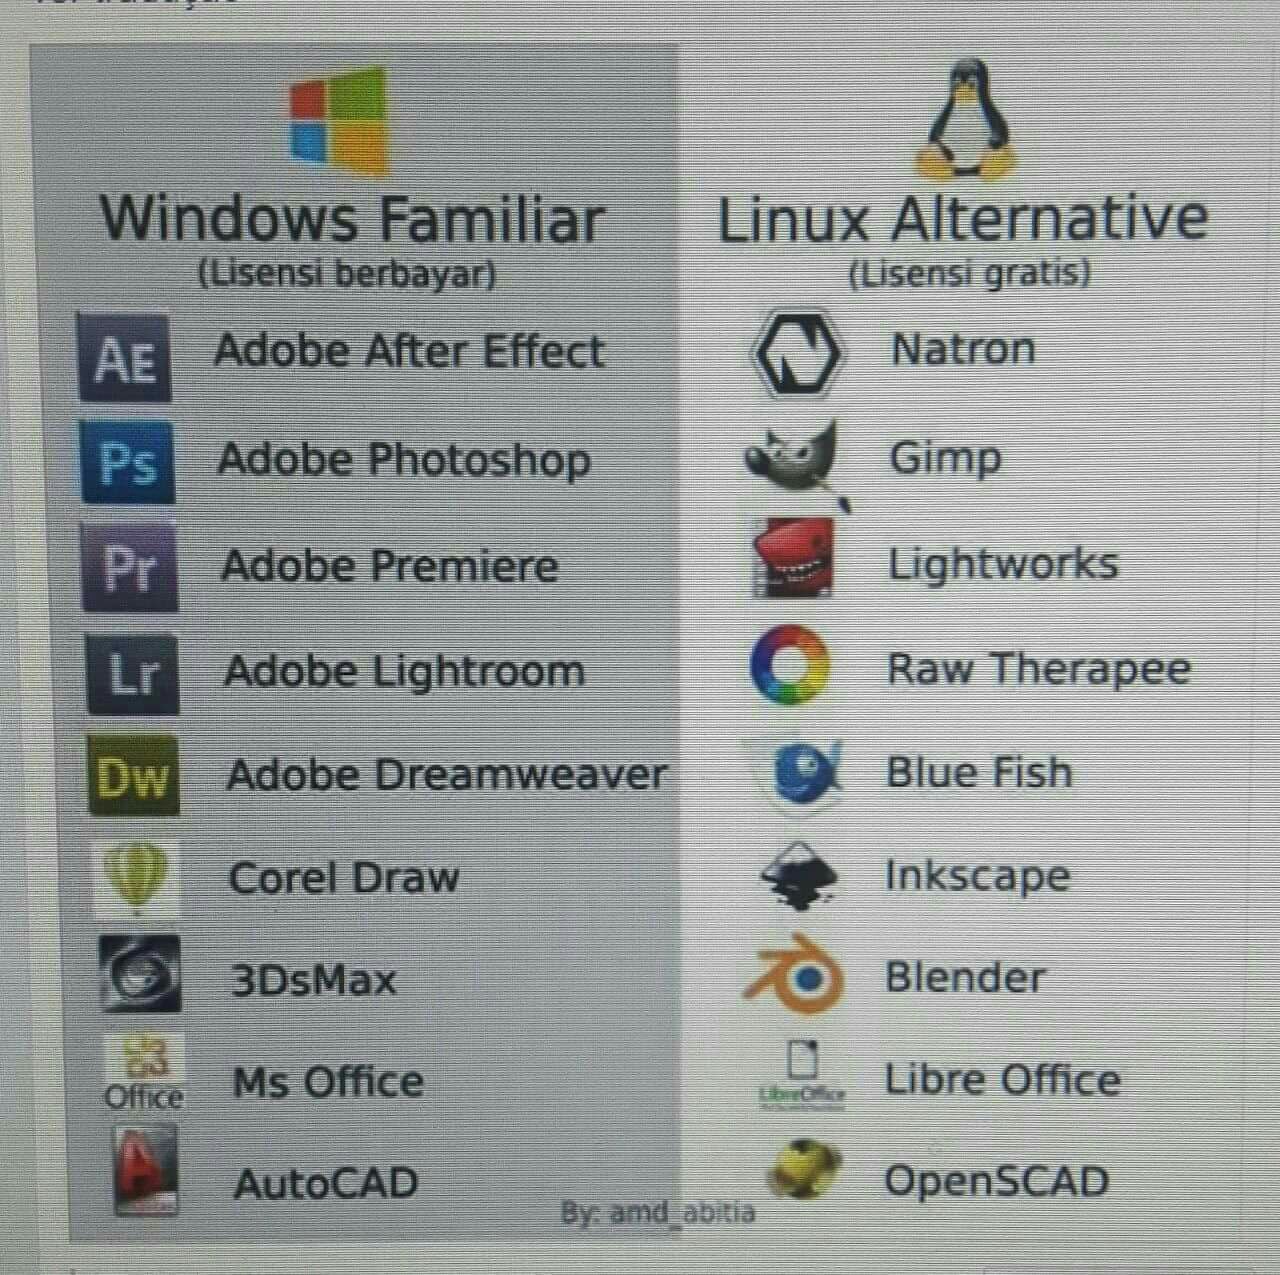 Windows Familiar
(Lisensi berbayar)
Linux Alternative
(Lisensi gratis)
AE Adobe After Effect
Natron
Ps Adobe Photoshop
Gimp
Pr Adobe Premiere
Lightworks
Lr Adobe Lightroom
Raw Therapee
Dw Adobe Dreamweaver
Blue Fish
Corel Draw
Inkscape
3DsMax
Blender
Office Ms Office
LibreOffice Libre Office
A AutoCAD
OpenSCAD
By: amd_abitia